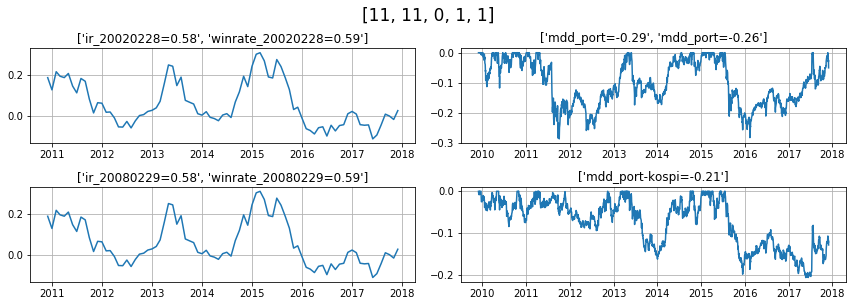 [11, 11, 0, 1, 1]
['ir_20020228=0.58', 'winrate_20020228=0.59']
0.2
0.0
2011 2012 2013 2014 2015 2016 2017 2018
['mdd_port=-0.29', 'mdd_port=-0.26']
0.0
−0.1
−0.2
−0.3
2010 2011 2012 2013 2014 2015 2016 2017 2018
['ir_20080229=0.58', 'winrate_20080229=0.59']
0.2
0.0
2011 2012 2013 2014 2015 2016 2017 2018
['mdd_port-kospi=-0.21']
0.0
−0.1
−0.2
2010 2011 2012 2013 2014 2015 2016 2017 2018